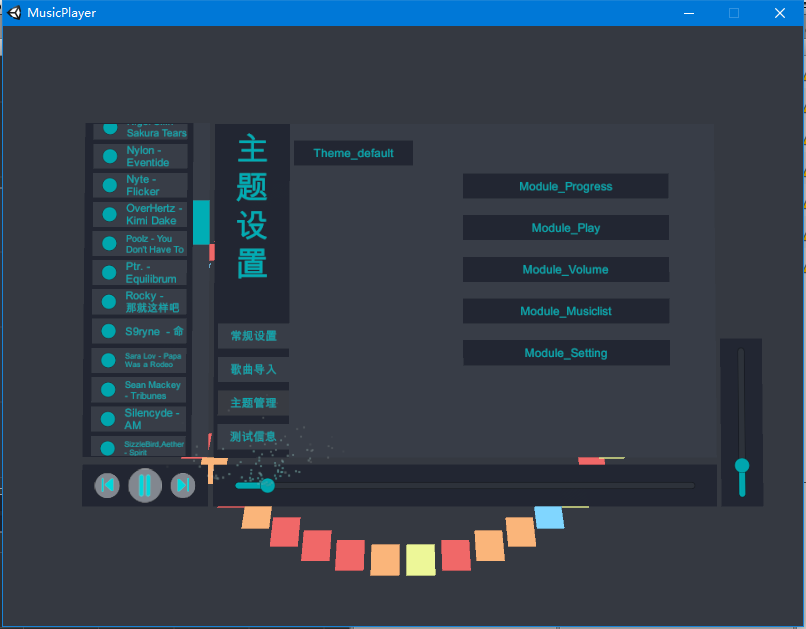 MusicPlayer
Sakura Tears
Nylon -
Eventide
Nyte -
Flicker
OverHertz -
Kimi Dake
Poolz - You
Don't Have To
Ptr. -
Equilibrum
Rocky -
那就这样吧
S9ryne - 命
Sara Lov - Papa
Was a Rodeo
Sean Mackey
- Tribunes
Silencyde -
AM
SizzleBird,Aether
- Spirit
主
题
设
置
常规设置
歌曲导入
主题管理
测试信息
Theme_default
Module_Progress
Module_Play
Module_Volume
Module_Musiclist
Module_Setting